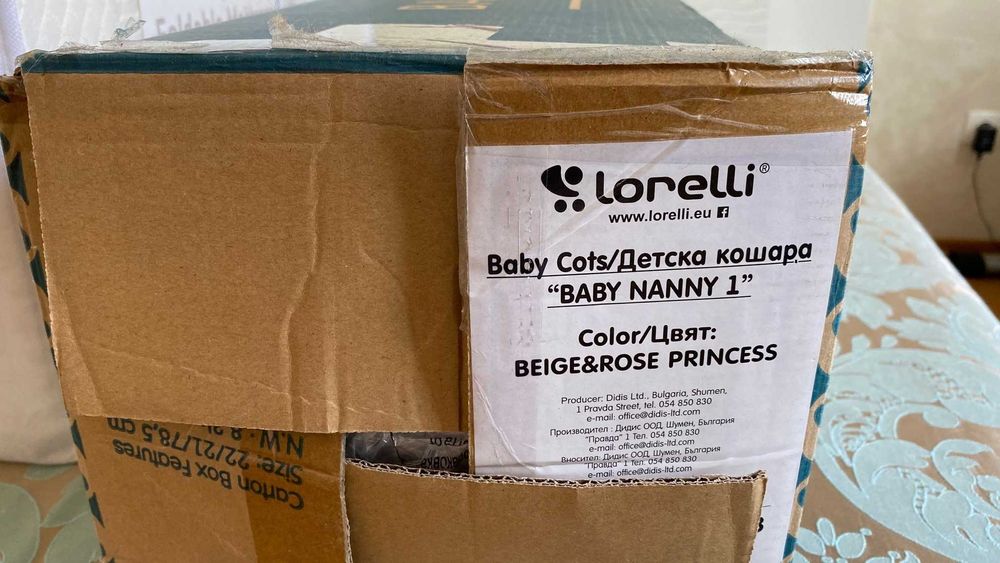 lorelli®
www.lorelli.eu
Baby Cots/Детска кошара
“BABY NANNY 1”
Color/Цвят:
BEIGE&ROSE PRINCESS
Producer: Didis Ltd., Bulgaria, Shumen,
1 Pravda Street, tel. 054 850 830
e-mail: office@didis-ltd.com
Производител : Дидис ООД, Шумен, България
“Правда” 1 Тел. 054 850 830
e-mail: office@didis-ltd.com
Вносител: Дидис ООД, Шумен, България
“Правда” 1 Тел. 054 850 830
e-mail: office@didis-ltd.com
Carton Box Features
Size: 22/21/78,5 cm
N.W.: